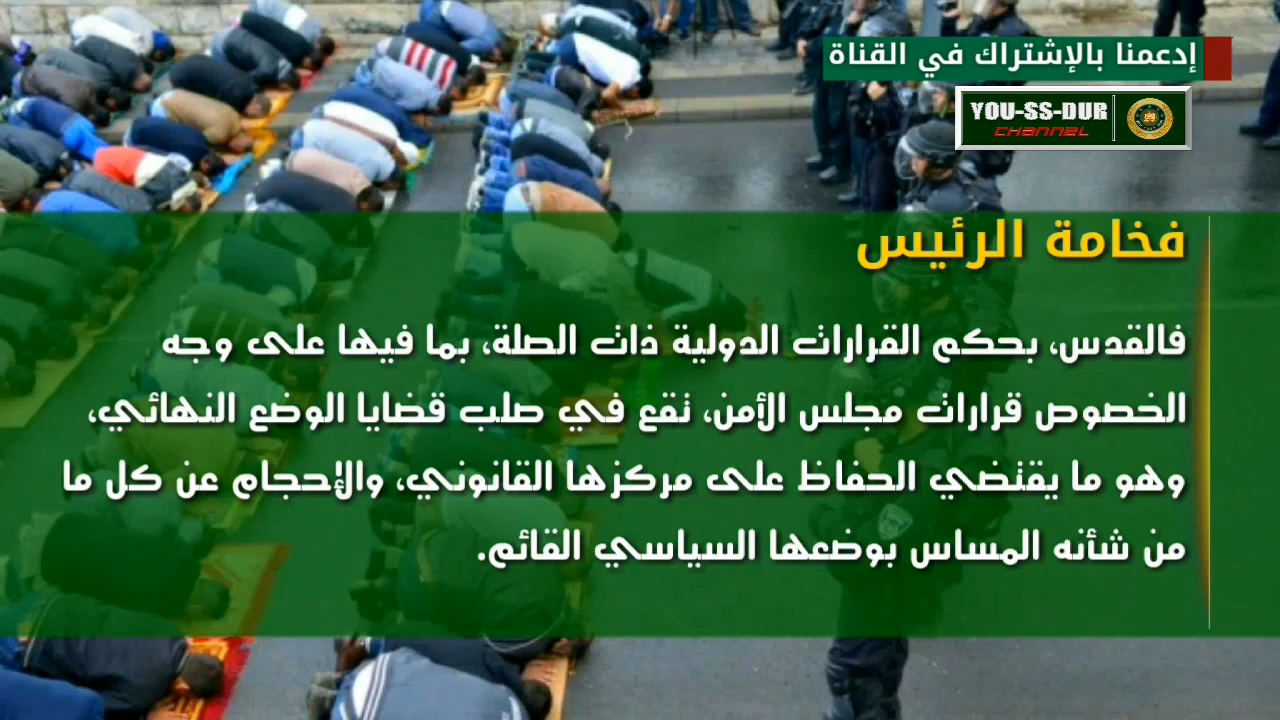 إدعمنا بالإشتراك في القناة
YOU-SS-DUR
CHANNEL
فخامة الرئيس
فالقدس، بحكم القرارات الدولية ذات الصلة، بما فيها على وجه
الخصوص قرارات مجلس الأمن، تقع في صلب قضايا الوضع النهائي،
وهو ما يقتضي الحفاظ على مركزها القانوني، والإحجام عن كل ما
من شأنه المساس بوضعها السياسي القائم.